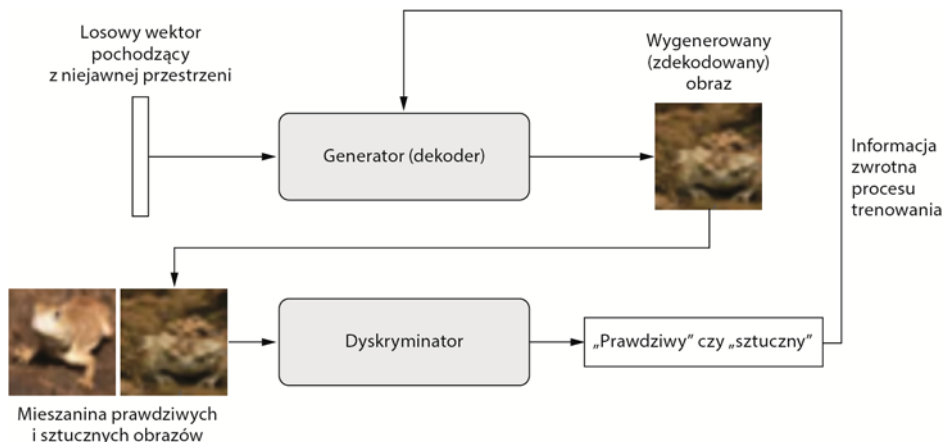 Losowy wektor
pochodzący
z niejawnej przestrzeni
Generator (dekoder)
Wygenerowany
(zdekodowany)
obraz
Informacja
zwrotna
procesu
trenowania
Mieszanina prawdziwych
i sztucznych obrazów
Dyskryminator
„Prawdziwy” czy „sztuczny”